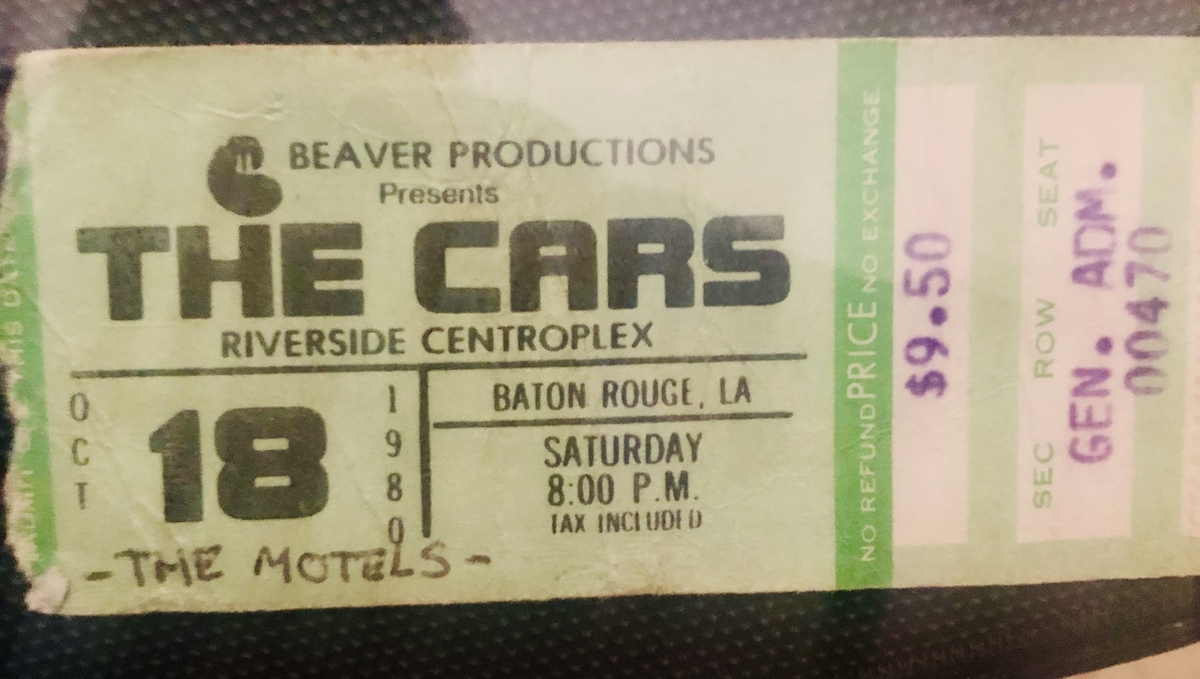 BEAVER PRODUCTIONS
Presents
THE CARS
RIVERSIDE CENTROPLEX
OCT
18
1980
BATON ROUGE, LA
SATURDAY
8:00 P.M.
TAX INCLUDED
-THE MOTELS-
NO REFUND PRICE NO EXCHANGE
$9.50
SEC ROW SEAT
GEN. ADM.
00470